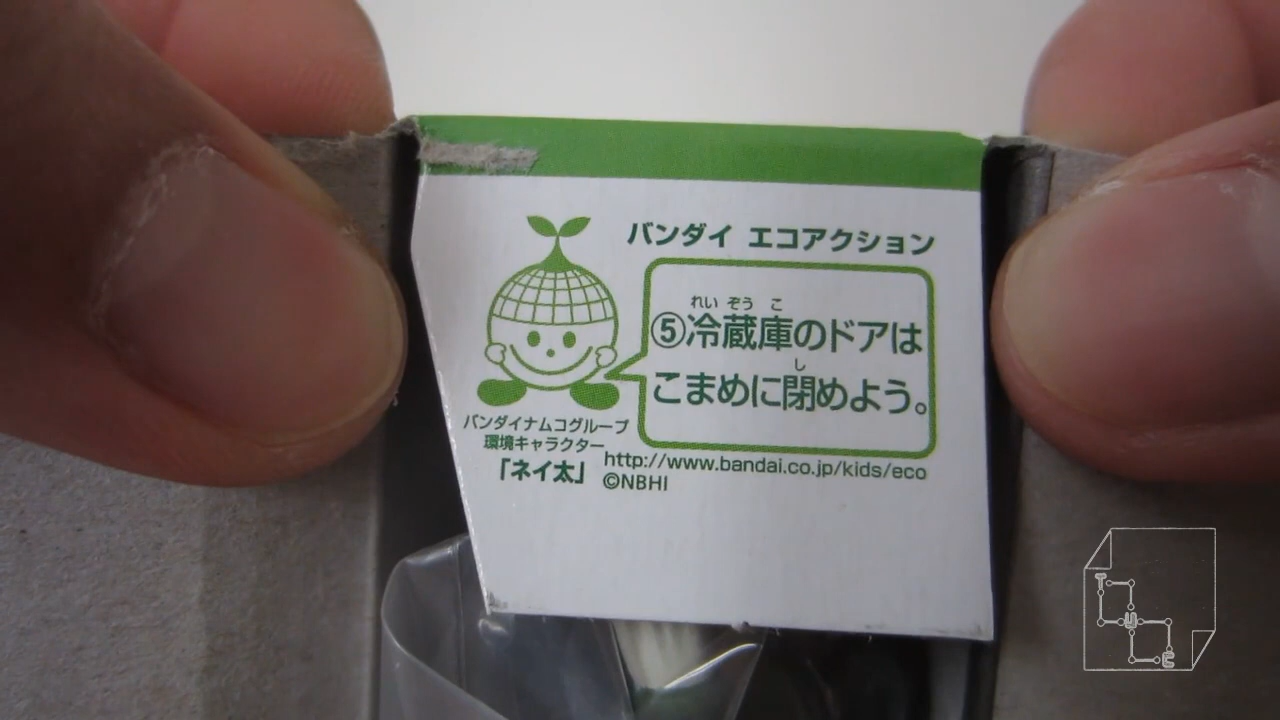 バンダイ エコアクション
れい ぞう こ
⑤冷蔵庫のドアは
し
こまめに閉めよう。
バンダイナムコグループ
環境キャラクター
「ネイ太」
http://www.bandai.co.jp/kids/eco
©NBHI